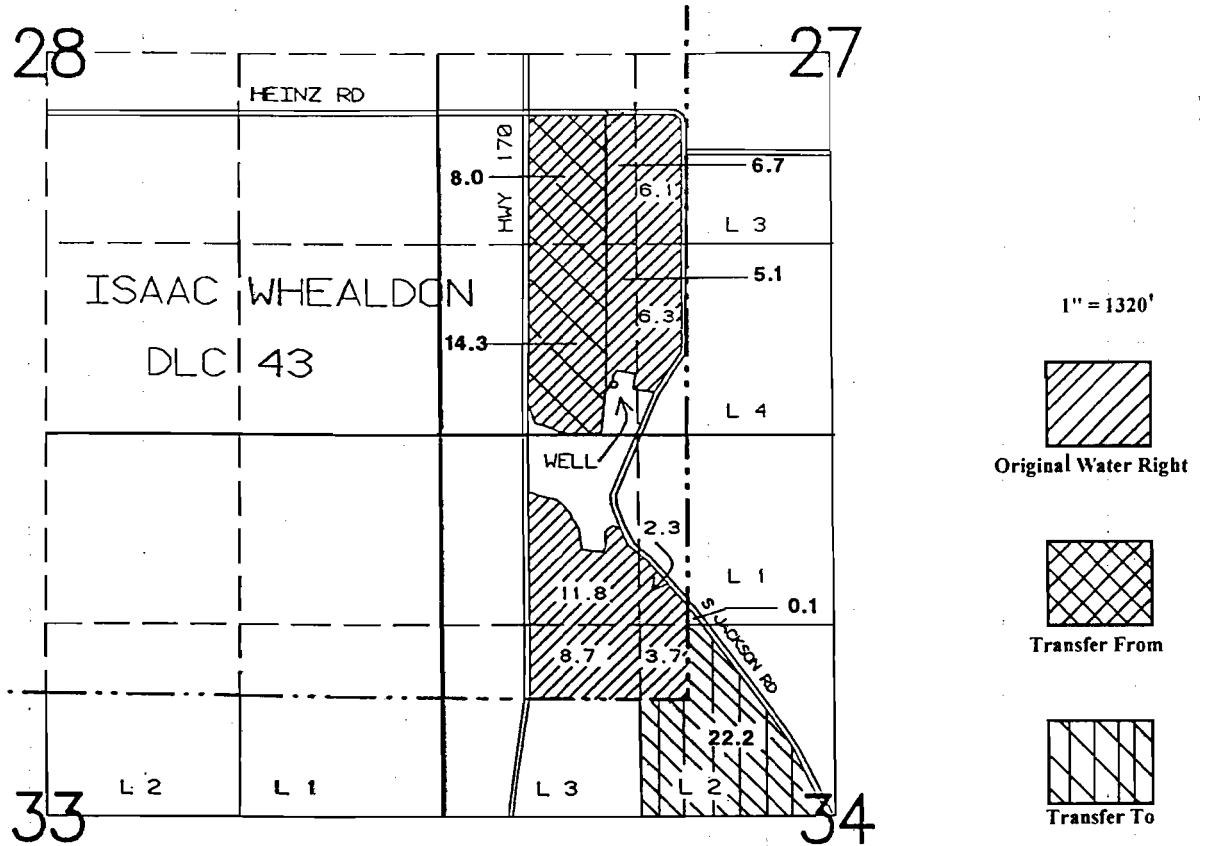 28
27
HEINZ RD
HWY 170
8.0
6.7
6.1
L 3
5.1
ISAAC WHEALDON
DLC 43
6.3
14.3
L 4
WELL
2.3
L 1
11.8
0.1
S JACKSON RD
8.7
3.7
22.2
L 2
L 1
L 3
L 2
33
34
1" = 1320'
Original Water Right
Transfer From
Transfer To